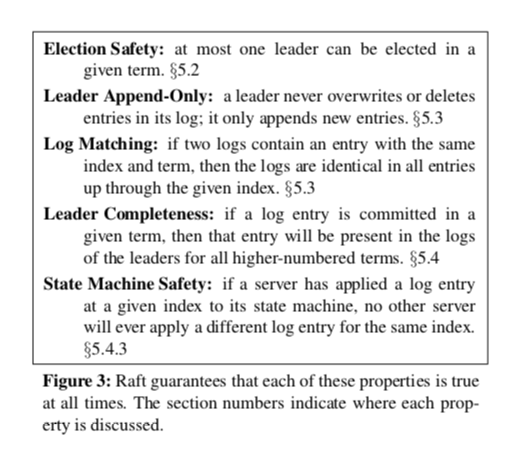 Election Safety: at most one leader can be elected in a
given term. §5.2
Leader Append-Only: a leader never overwrites or deletes
entries in its log; it only appends new entries. §5.3
Log Matching: if two logs contain an entry with the same
index and term, then the logs are identical in all entries
up through the given index. §5.3
Leader Completeness: if a log entry is committed in a
given term, then that entry will be present in the logs
of the leaders for all higher-numbered terms. §5.4
State Machine Safety: if a server has applied a log entry
at a given index to its state machine, no other server
will ever apply a different log entry for the same index.
§5.4.3
Figure 3: Raft guarantees that each of these properties is true
at all times. The section numbers indicate where each prop-
erty is discussed.